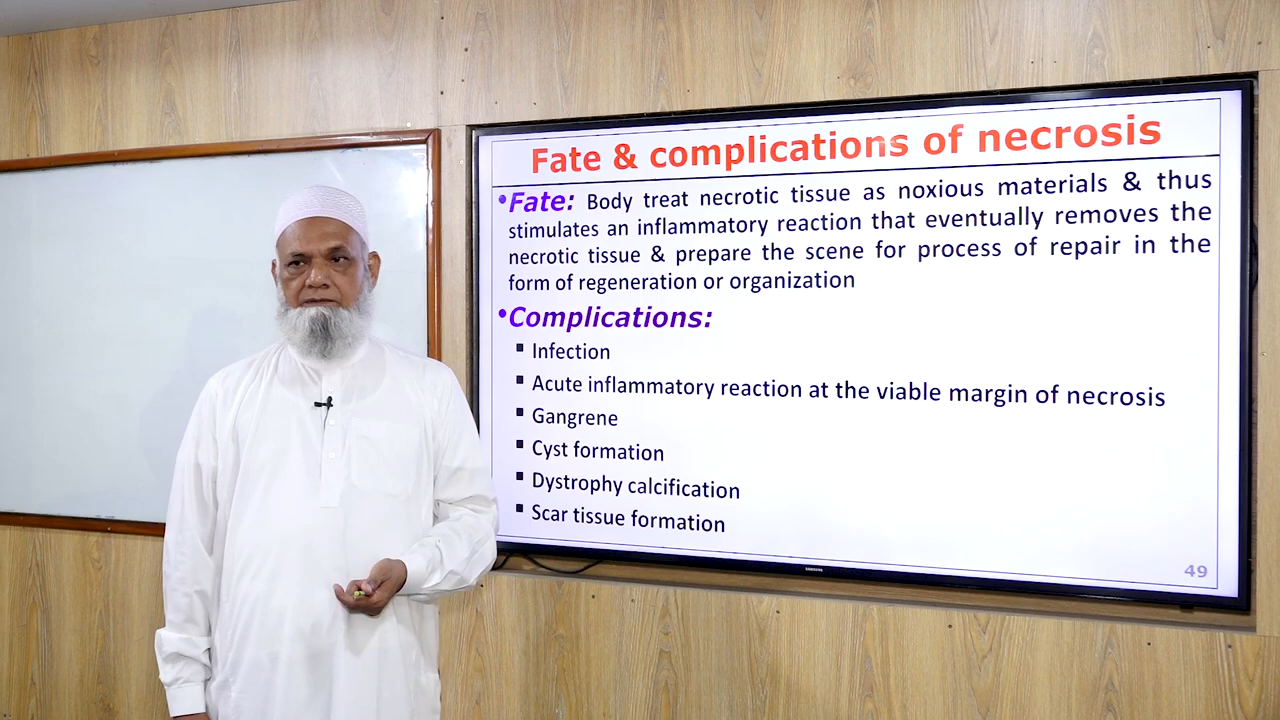 Fate & complications of necrosis
•Fate: Body treat necrotic tissue as noxious materials & thus
stimulates an inflammatory reaction that eventually removes the
necrotic tissue & prepare the scene for process of repair in the
form of regeneration or organization
•Complications:
▪ Infection
▪ Acute inflammatory reaction at the viable margin of necrosis
▪ Gangrene
▪ Cyst formation
▪ Dystrophy calcification
▪ Scar tissue formation
49
SAMSUNG